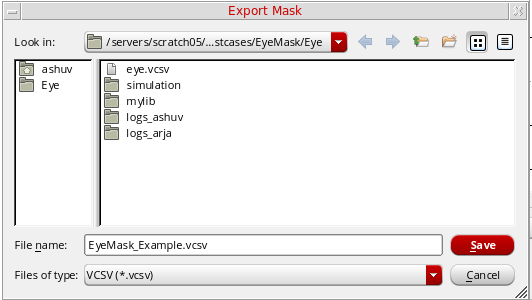 Export Mask
Look in: /servers/scratch05/...stcases/EyeMask/Eye
ashuv
Eye
eye.vcsv
simulation
mylib
logs_ashuv
logs_arja
File name: EyeMask_Example.vcsv Save
Files of type: VCSV (*.vcsv) Cancel